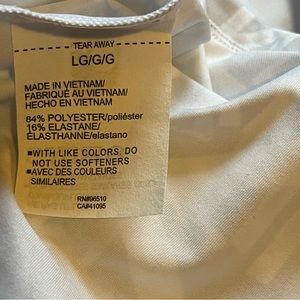 TEAR AWAY
LG/G/G
MADE IN VIETNAM/
FABRIQUÉ AU VIETNAM/
HECHO EN VIETNAM
84% POLYESTER/poliéster
16% ELASTANE/
ÉLASTHANNE/elastano
■WITH LIKE COLORS, DO
NOT USE SOFTENERS
■AVEC DES COULEURS
SIMILAIRES
RN#96510
CA#41095